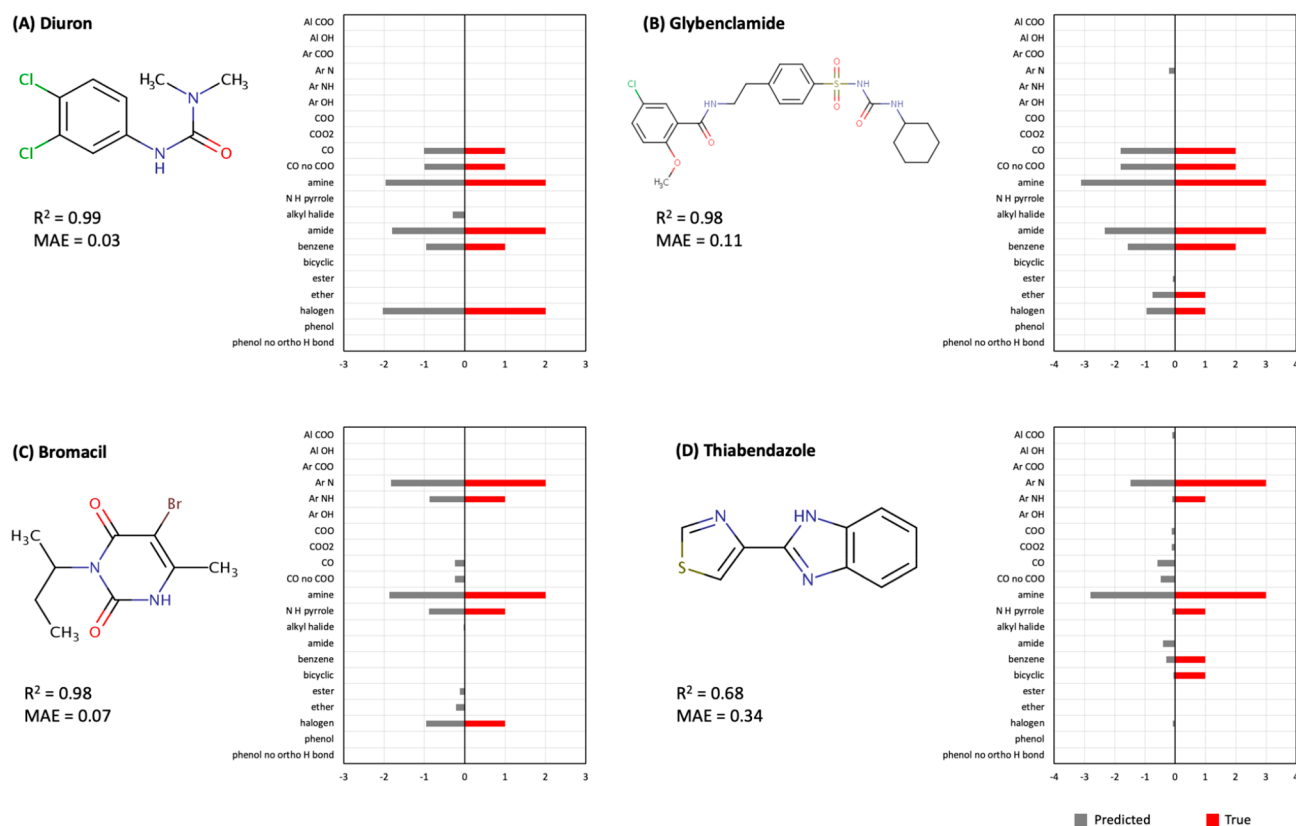 (A) Diuron
Cl
Cl
H₃C
CH₃
N
N
H
O
R² = 0.99
MAE = 0.03
Al COO
Al OH
Ar COO
Ar N
Ar NH
Ar OH
COO
COO2
CO
CO no COO
amine
N H pyrrole
alkyl halide
amide
benzene
bicyclic
ester
ether
halogen
phenol
phenol no ortho H bond
-3 -2 -1 0 1 2 3
(B) Glybenclamide
Cl
HN
O
O
H₃C
O
S
O
NH
O
NH
R² = 0.98
MAE = 0.11
Al COO
Al OH
Ar COO
Ar N
Ar NH
Ar OH
COO
COO2
CO
CO no COO
amine
N H pyrrole
alkyl halide
amide
benzene
bicyclic
ester
ether
halogen
phenol
phenol no ortho H bond
-4 -3 -2 -1 0 1 2 3 4
(C) Bromacil
O
Br
H₃C
N
CH₃
NH
CH₃
O
R² = 0.98
MAE = 0.07
Al COO
Al OH
Ar COO
Ar N
Ar NH
Ar OH
COO
COO2
CO
CO no COO
amine
N H pyrrole
alkyl halide
amide
benzene
bicyclic
ester
ether
halogen
phenol
phenol no ortho H bond
-3 -2 -1 0 1 2 3
(D) Thiabendazole
N
HN
S
N
R² = 0.68
MAE = 0.34
Al COO
Al OH
Ar COO
Ar N
Ar NH
Ar OH
COO
COO2
CO
CO no COO
amine
N H pyrrole
alkyl halide
amide
benzene
bicyclic
ester
ether
halogen
phenol
phenol no ortho H bond
-4 -3 -2 -1 0 1 2 3 4
Predicted True